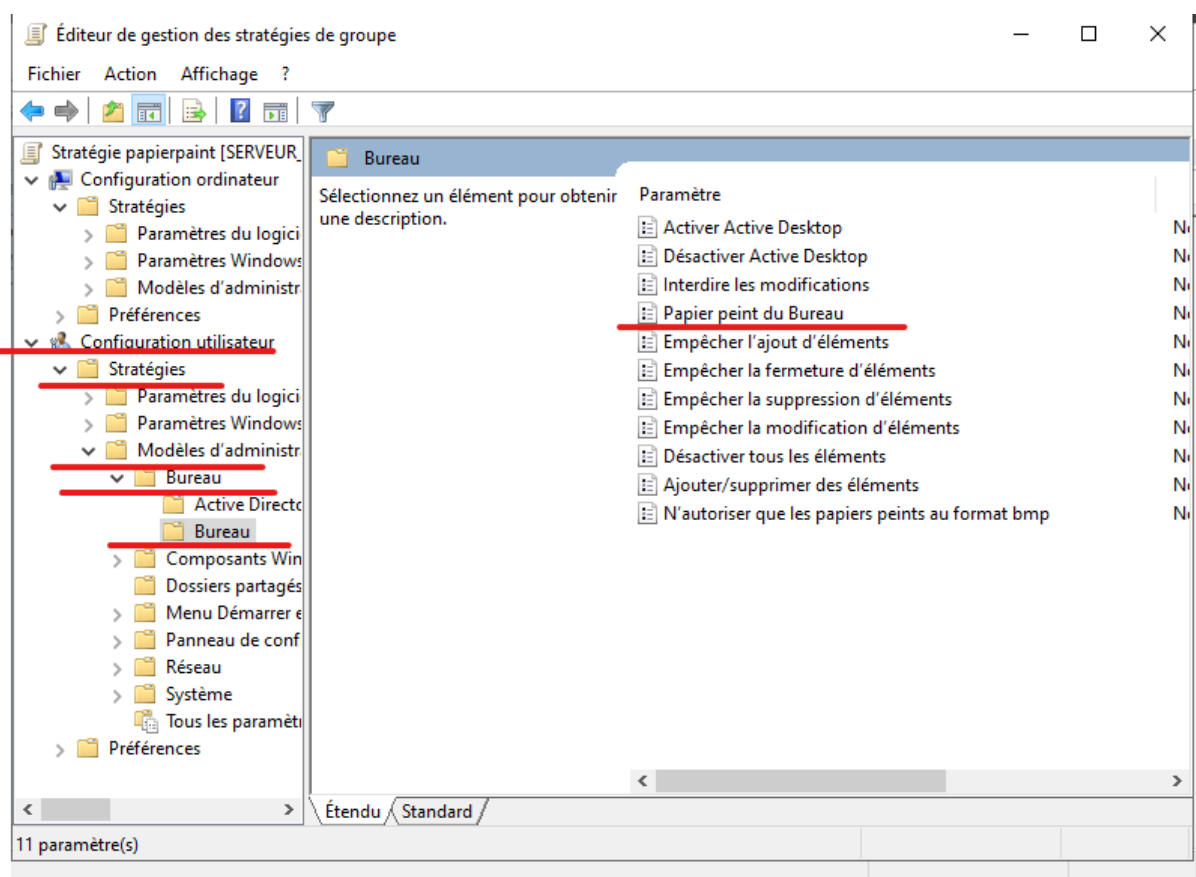 Éditeur de gestion des stratégies de groupe
Fichier Action Affichage ?
Stratégie papierpaint [SERVEUR_
Configuration ordinateur
Stratégies
Paramètres du logici
Paramètres Windows
Modèles d'administr
Préférences
Configuration utilisateur
Stratégies
Paramètres du logici
Paramètres Windows
Modèles d'administr
Bureau
Active Directo
Bureau
Composants Win
Dossiers partagés
Menu Démarrer e
Panneau de conf
Réseau
Système
Tous les paramètr
Préférences
Bureau
Sélectionnez un élément pour obtenir
une description.
Paramètre
Activer Active Desktop
Désactiver Active Desktop
Interdire les modifications
Papier peint du Bureau
Empêcher l'ajout d'éléments
Empêcher la fermeture d'éléments
Empêcher la suppression d'éléments
Empêcher la modification d'éléments
Désactiver tous les éléments
Ajouter/supprimer des éléments
N'autoriser que les papiers peints au format bmp
Étendu Standard
11 paramètre(s)